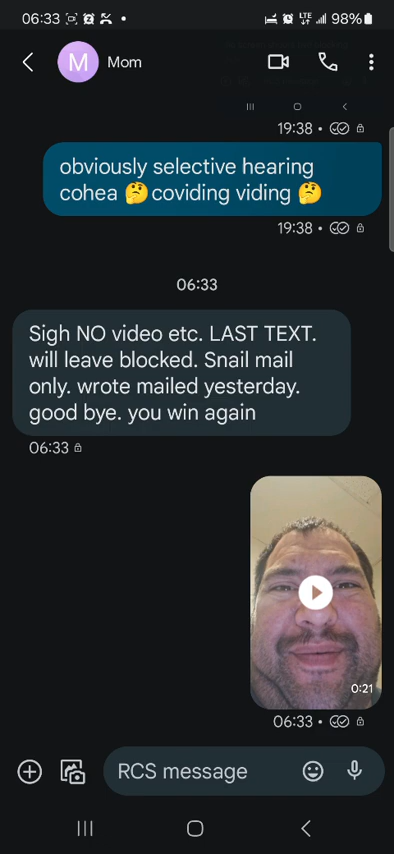 06:33
LTE
98%
M
Mom
19:38 •
obviously selective hearing
cohea 🤔 coviding viding 🤔
19:38 •
06:33
Sigh NO video etc. LAST TEXT.
will leave blocked. Snail mail
only. wrote mailed yesterday.
good bye. you win again
06:33
0:21
06:33 •
RCS message